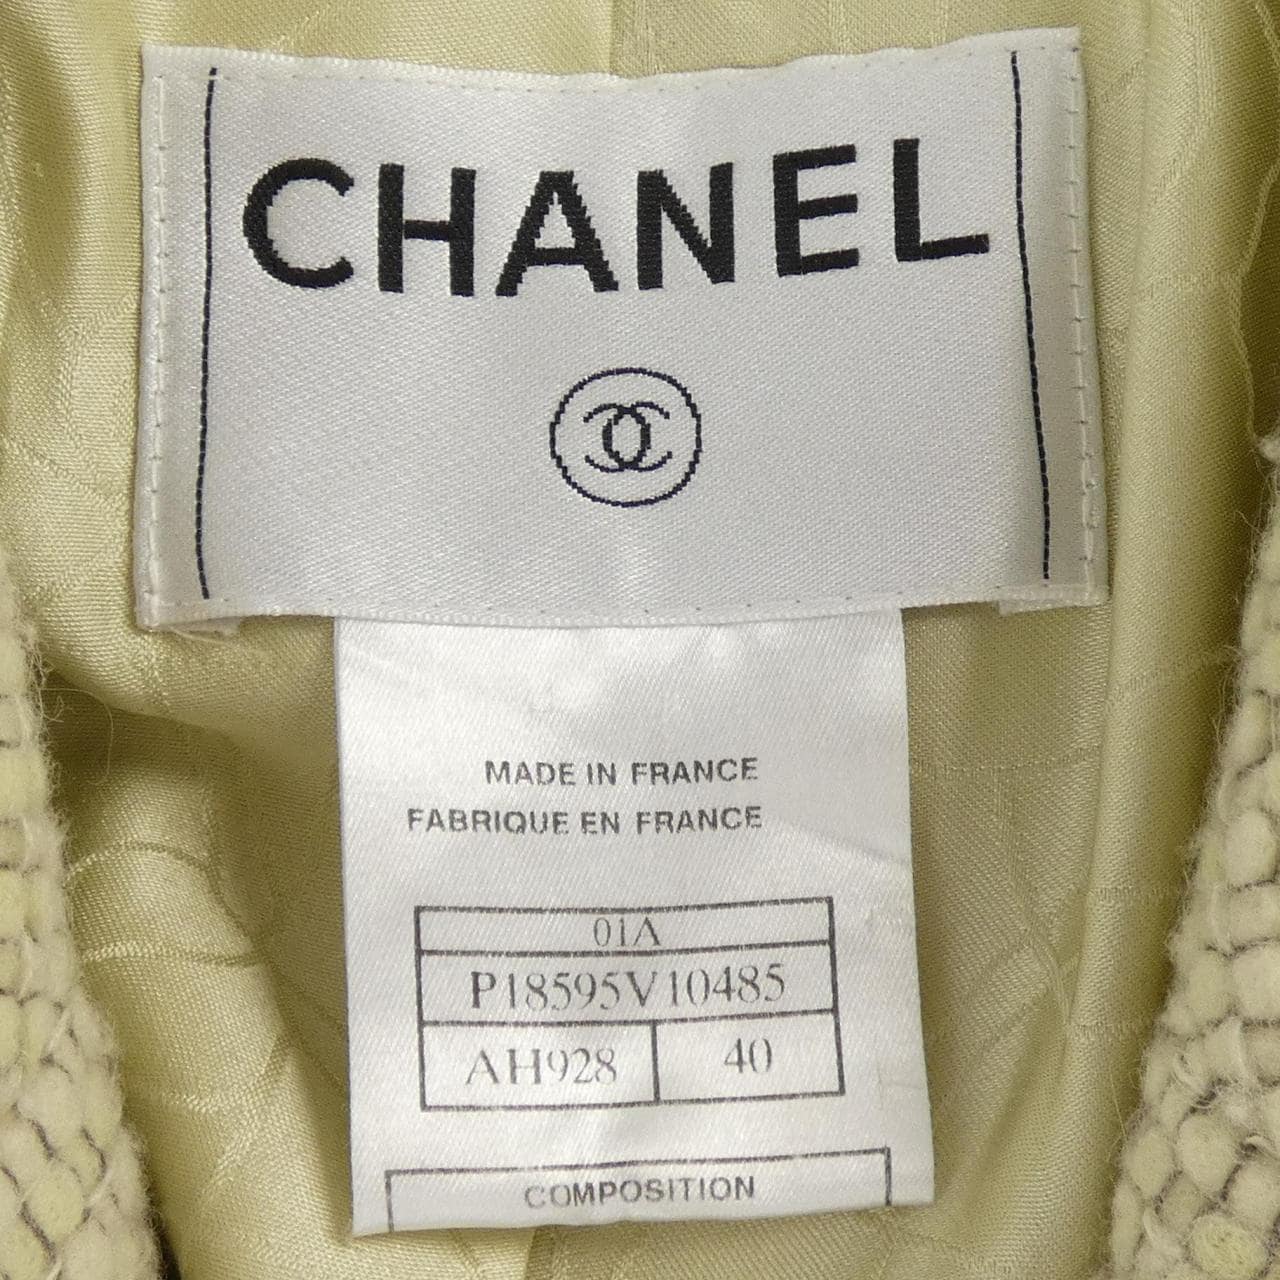 CHANEL
MADE IN FRANCE
FABRIQUE EN FRANCE
01A
P18595V10485
AH928 40
COMPOSITION